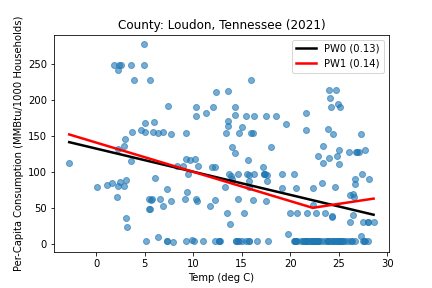 County: Loudon, Tennessee (2021)
PW0 (0.13)
PW1 (0.14)
Per-Capita Consumption (MMBtu/1000 Households)
250
200
150
100
50
0
0 5 10 15 20 25 30
Temp (deg C)